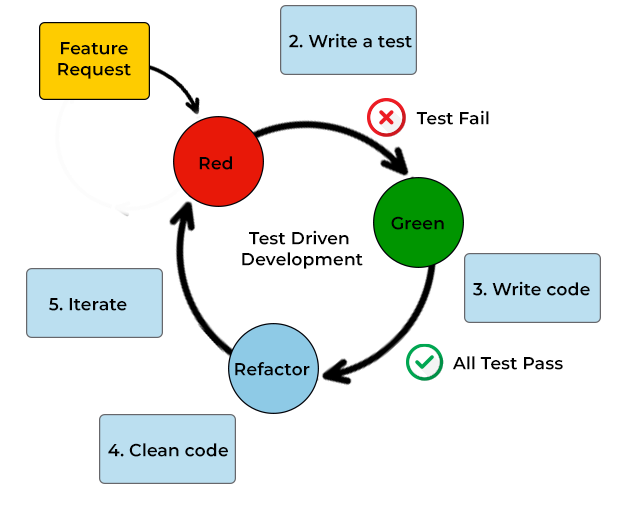 Feature
Request
2. Write a test
Test Fail
Red
Green
Test Driven
Development
3. Write code
5. Iterate
All Test Pass
Refactor
4. Clean code